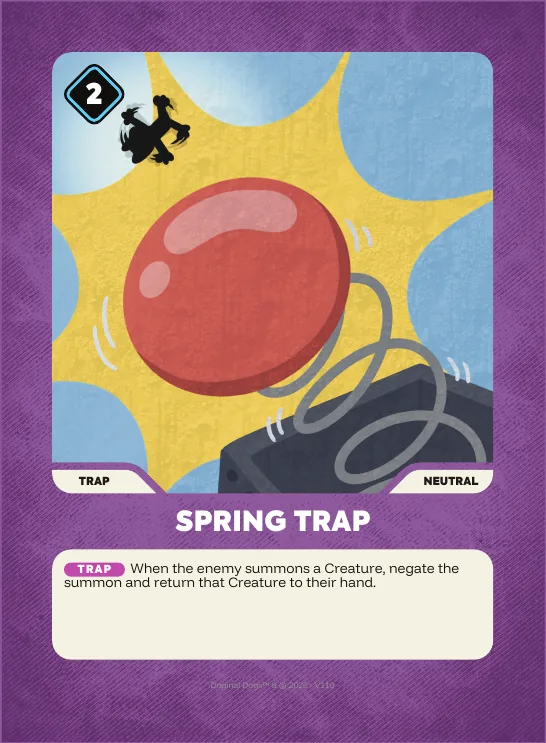 2
TRAP
NEUTRAL
SPRING TRAP
TRAP When the enemy summons a Creature, negate the
summon and return that Creature to their hand.